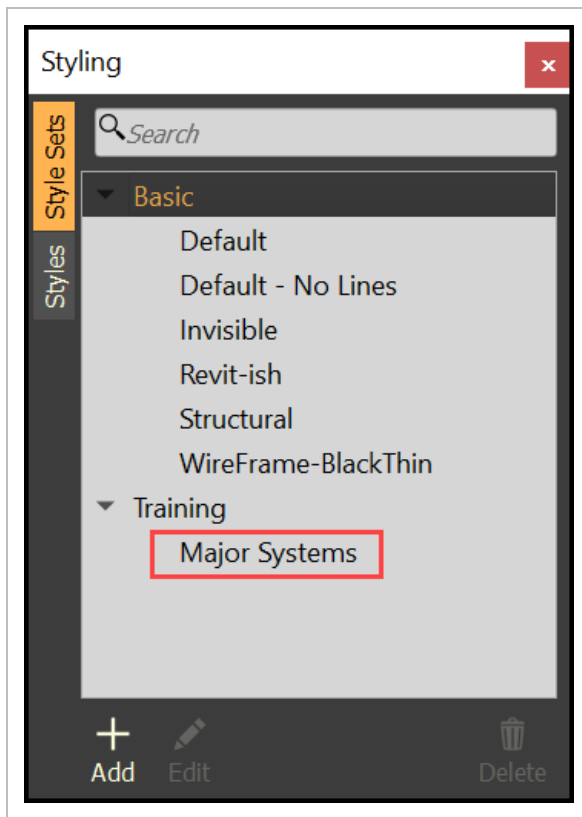 Styling
x
Style Sets
Search
Basic
Styles
Default
Default - No Lines
Invisible
Revit-ish
Structural
WireFrame-BlackThin
Training
Major Systems
Add
Edit
Delete